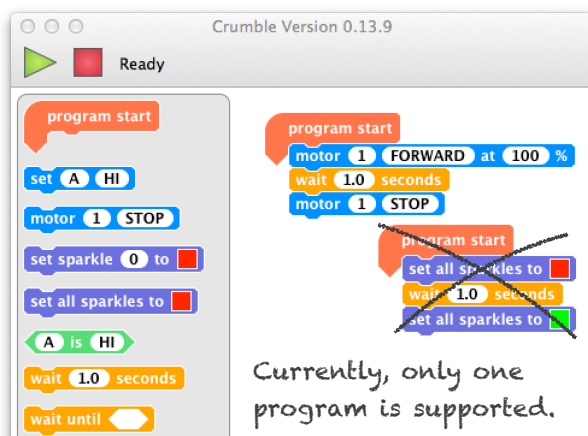 Crumble Version 0.13.9
Ready
program start
set A HI
motor 1 STOP
set sparkle 0 to
set all sparkles to
A is HI
wait 1.0 seconds
wait until
program start
motor 1 FORWARD at 100 %
wait 1.0 seconds
motor 1 STOP
program start
set all sparkles to
wait 1.0 seconds
set all sparkles to
Currently, only one
program is supported.